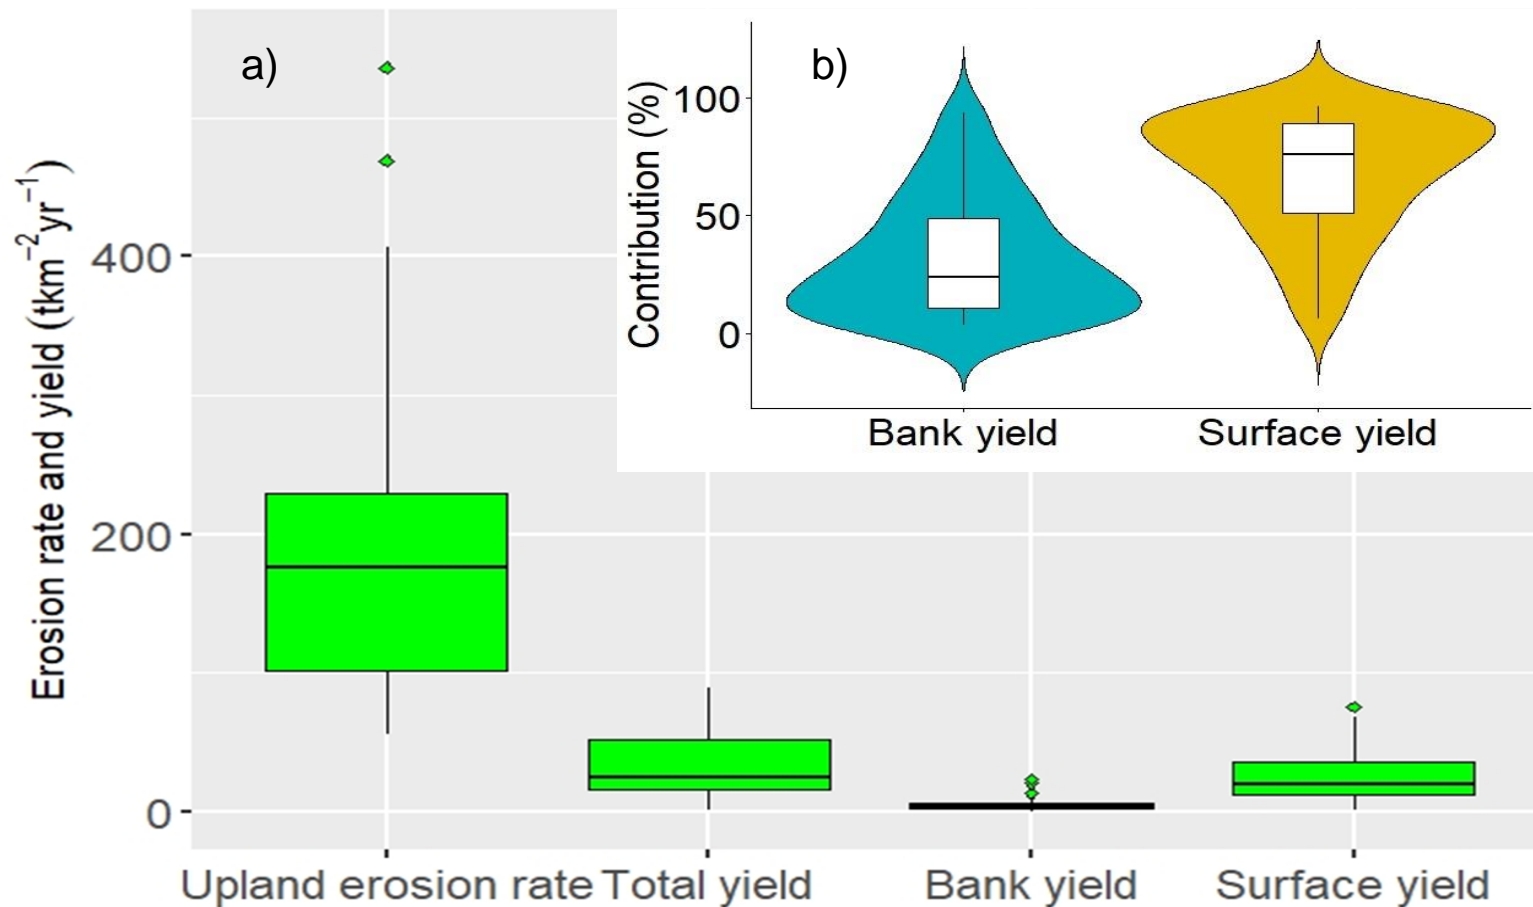 a)
b)
Erosion rate and yield (tkm⁻²yr⁻¹)
400
200
0
Upland erosion rate Total yield Bank yield Surface yield
Contribution (%)
100
50
0
Bank yield Surface yield